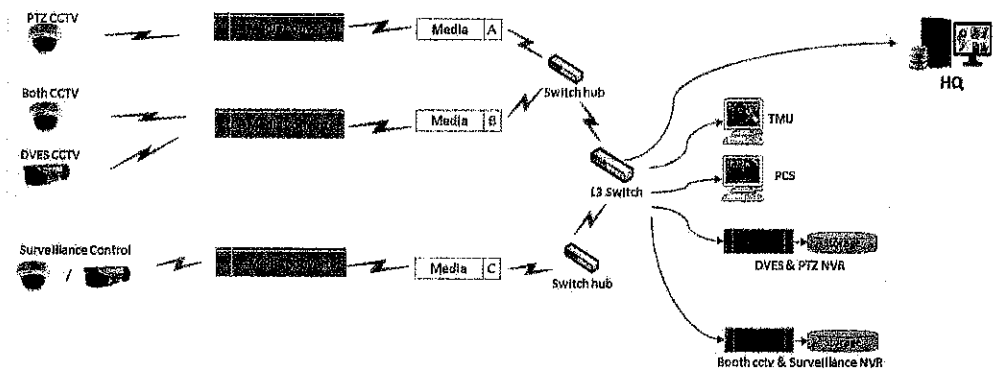 PTZ CCTV
Media A
Switch hub
HQ
Both CCTV
Media B
TMU
DVES CCTV
L3 Switch
PCS
Surveillance Control
/
Media C
Switch hub
DVES & PTZ NVR
Booth cctv & Surveillance NVR